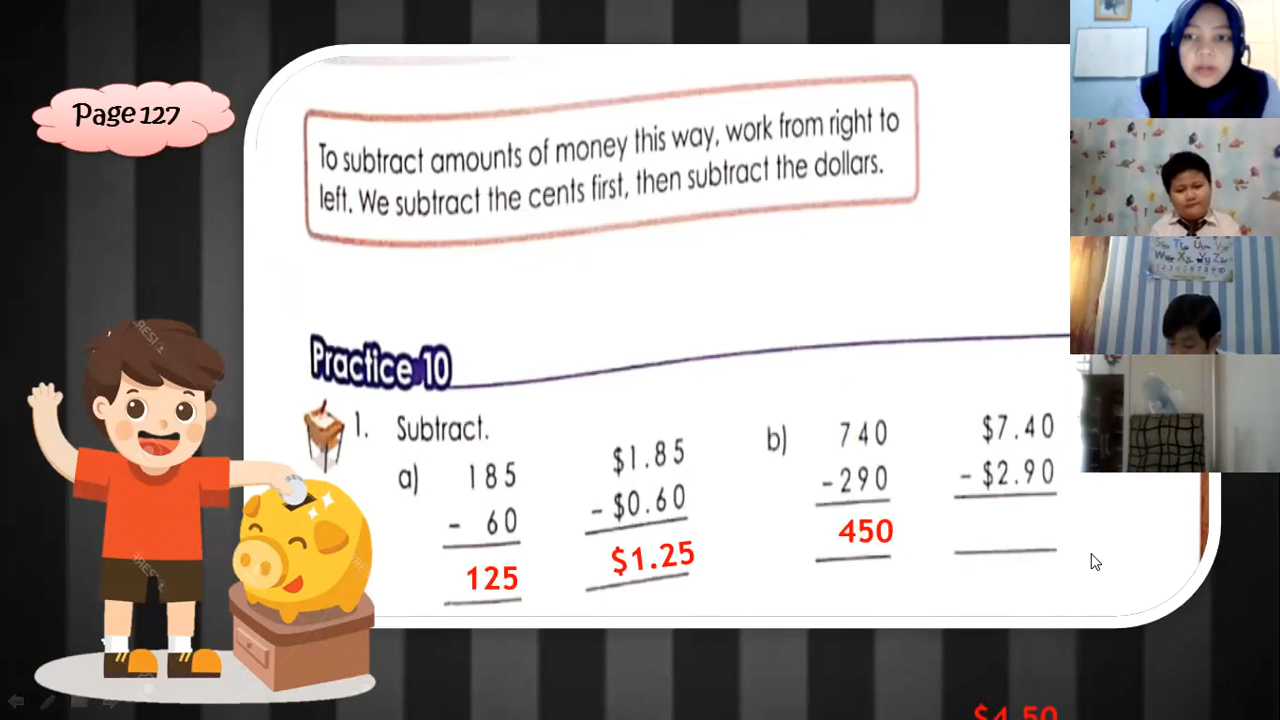 Page 127
To subtract amounts of money this way, work from right to
left. We subtract the cents first, then subtract the dollars.
Practice 10
1. Subtract.
a) 185
- 60
125
$1.85
- $0.60
$1.25
b) 740
-290
450
$7.40
- $2.90
$4.50